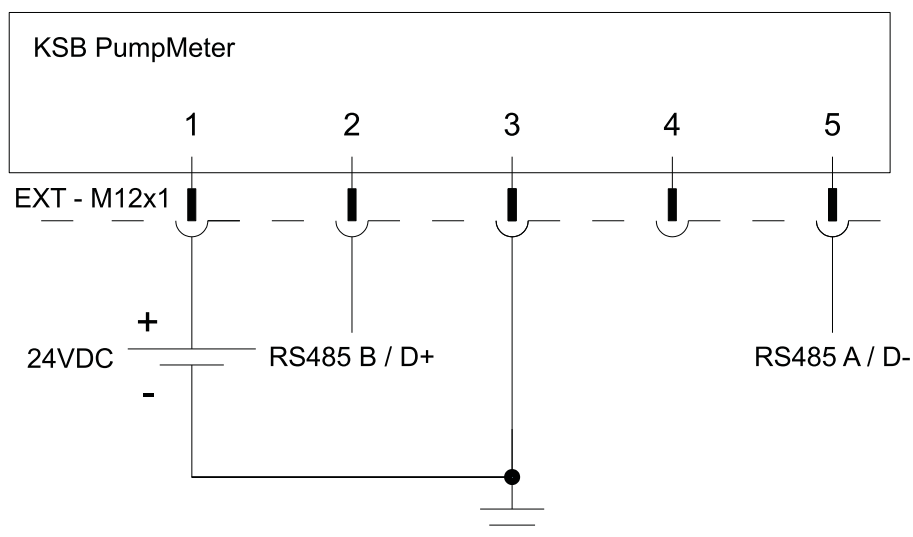 KSB PumpMeter
1 2 3 4 5
EXT - M12x1
+
24VDC RS485 B / D+ RS485 A / D-
-